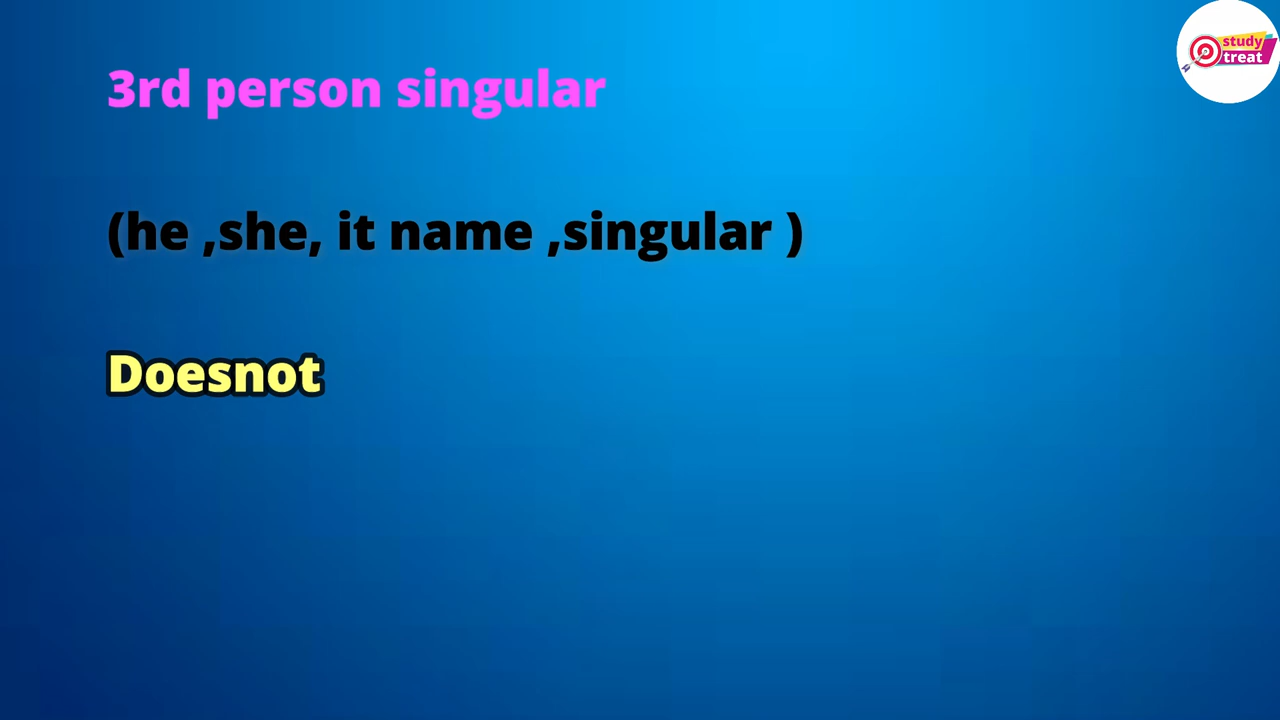 study
treat
3rd person singular
(he ,she, it name ,singular )
Doesnot